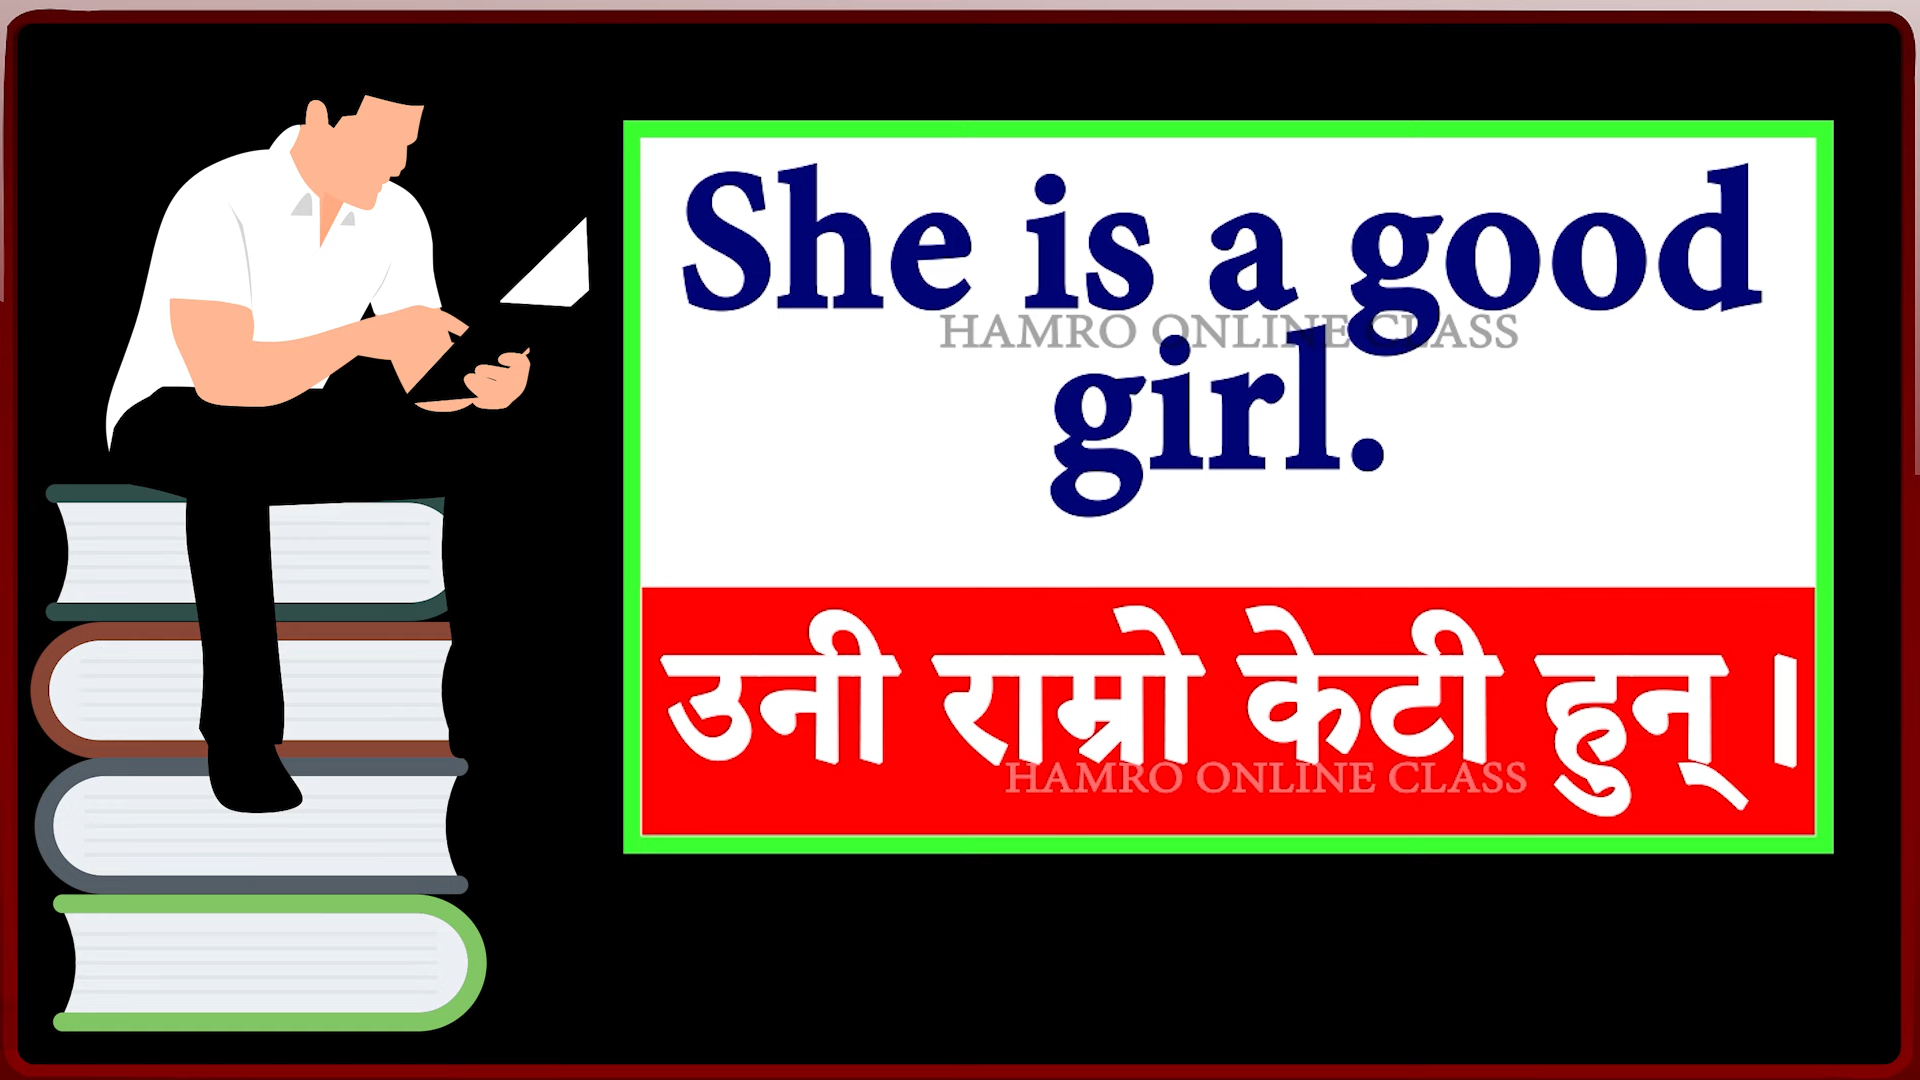 She is a good
HAMRO ONLINE CLASS
girl.
उनी राम्रो केटी हुन् ।
HAMRO ONLINE CLASS